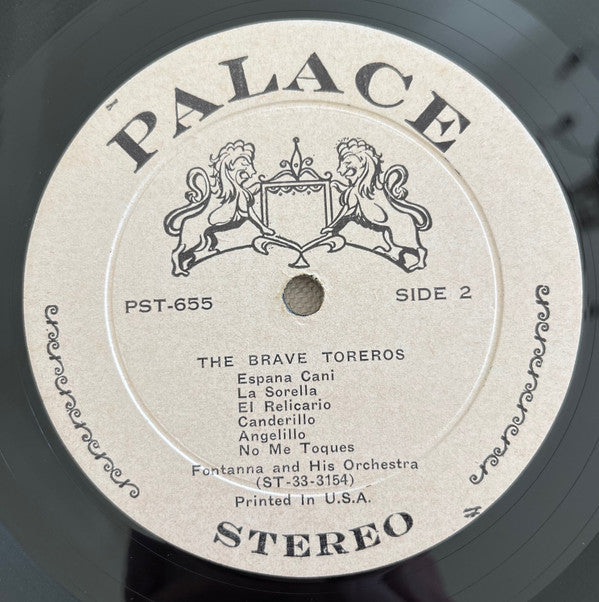 PALACE
PST-655
SIDE 2
THE BRAVE TOREROS
Espana Cani
La Sorella
El Relicario
Canderillo
Angelillo
No Me Toques
Fontanna and His Orchestra
(ST-33-3154)
Printed In U.S.A.
STEREO